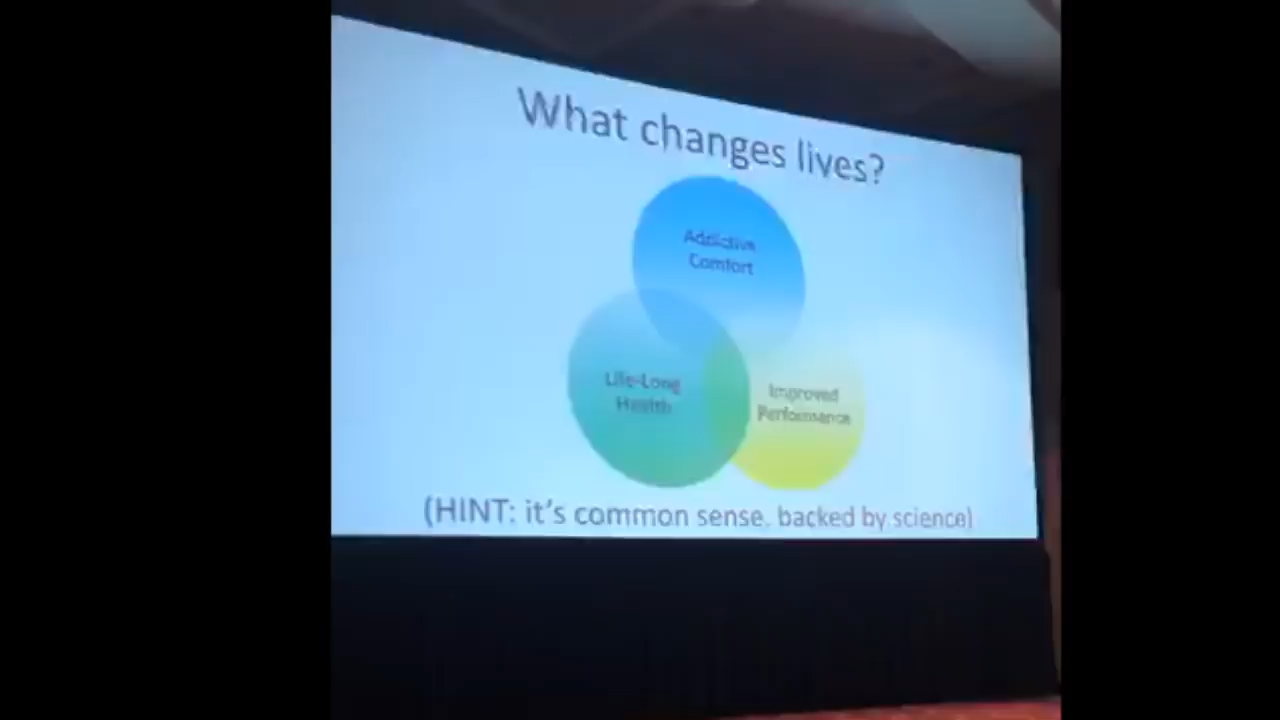 What changes lives?
Addictive
Comfort
Life-Long
Health
Improved
Performance
(HINT: it's common sense, backed by science)